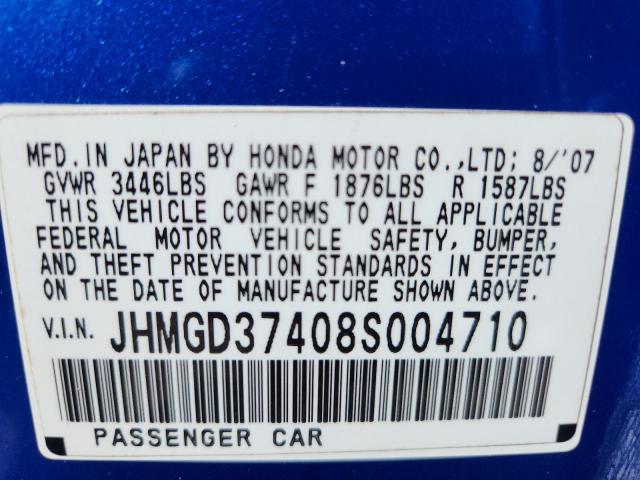 MFD. IN JAPAN BY HONDA MOTOR CO.,LTD; 8/'07
GVWR 3446LBS GAWR F 1876LBS R 1587LBS
THIS VEHICLE CONFORMS TO ALL APPLICABLE
FEDERAL MOTOR VEHICLE SAFETY, BUMPER,
AND THEFT PREVENTION STANDARDS IN EFFECT
ON THE DATE OF MANUFACTURE SHOWN ABOVE.
V.I.N. JHMGD37408S004710
PASSENGER CAR